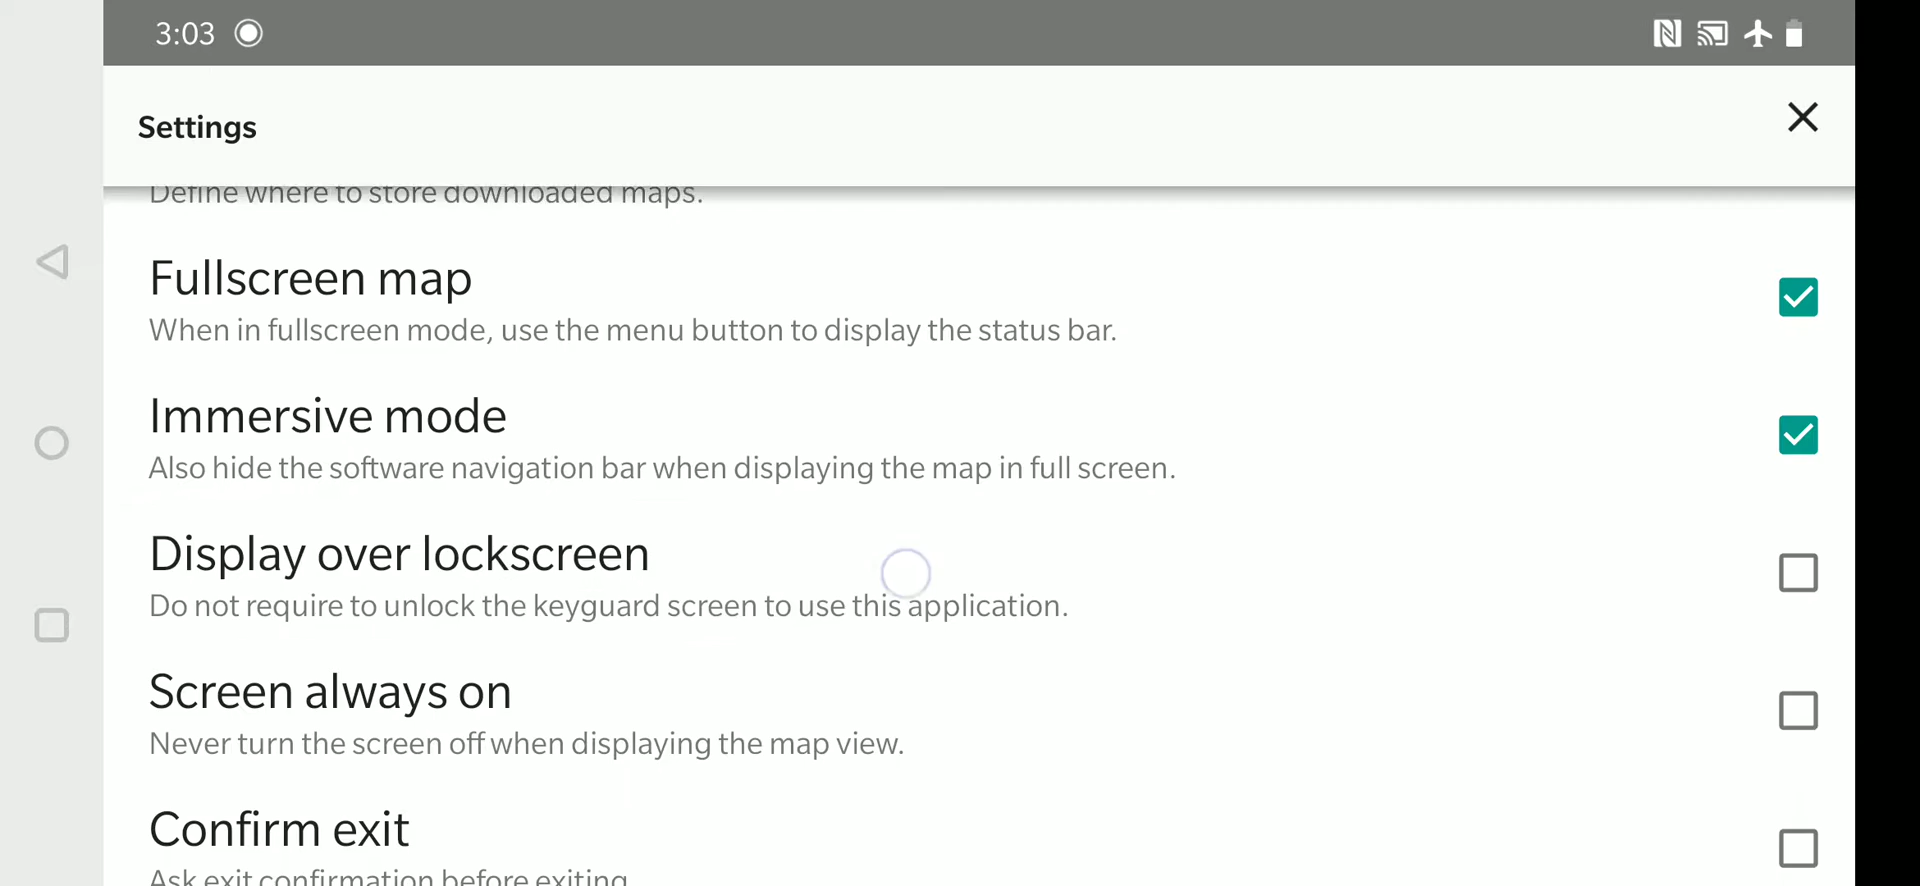 3:03
Settings
Define where to store downloaded maps.
Fullscreen map
When in fullscreen mode, use the menu button to display the status bar.
Immersive mode
Also hide the software navigation bar when displaying the map in full screen.
Display over lockscreen
Do not require to unlock the keyguard screen to use this application.
Screen always on
Never turn the screen off when displaying the map view.
Confirm exit
Ask exit confirmation before exiting